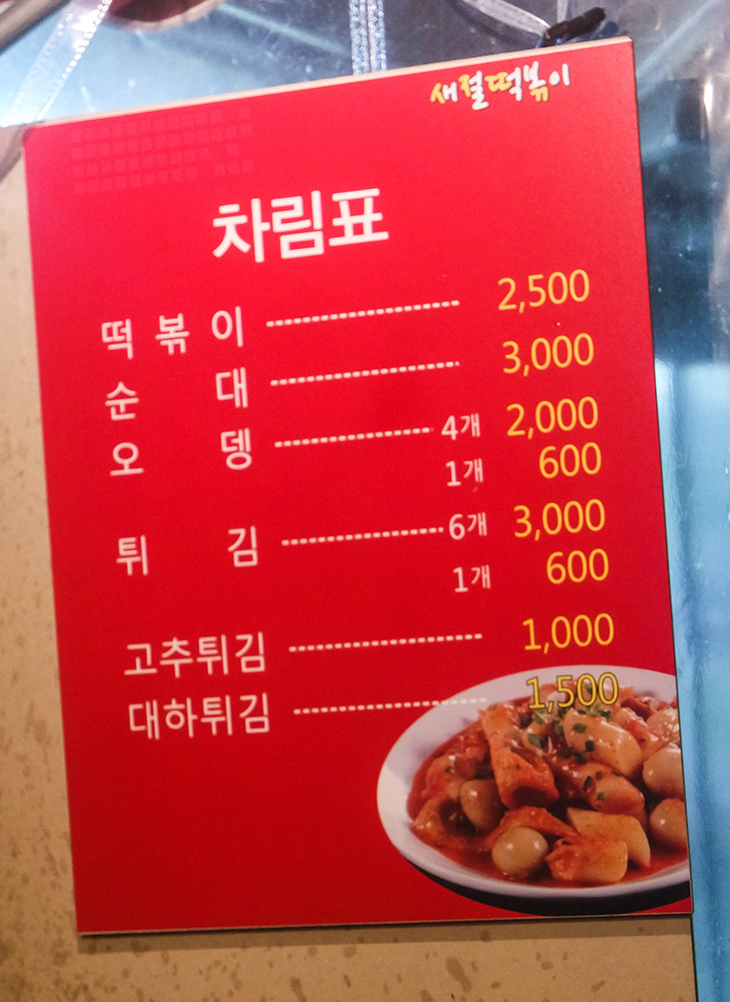 새절떡볶이
차림표
떡볶이 ---------------- 2,500
순대 ---------------- 3,000
오뎅 ------------- 4개 2,000
1개 600
튀김 ------------- 6개 3,000
1개 600
고추튀김 ---------------- 1,000
대하튀김 ---------------- 1,500